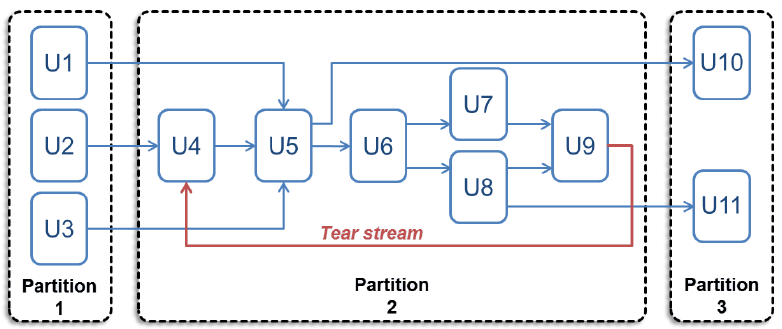 U1
U2
U3
U4
U5
U6
U7
U8
U9
U10
U11
Tear stream
Partition
1
Partition
2
Partition
3